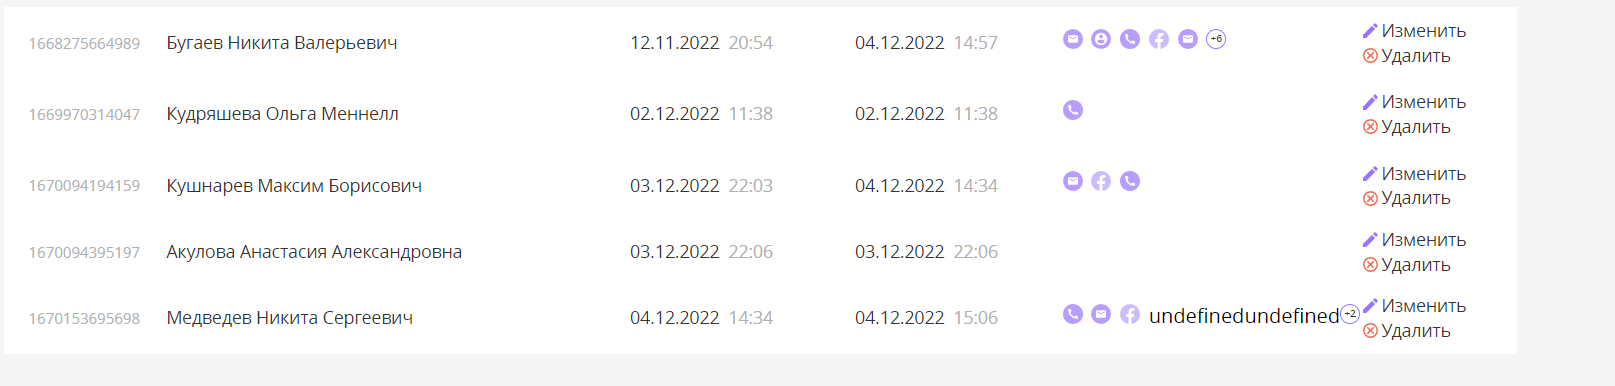 1668275664989 Бугаев Никита Валерьевич 12.11.2022 20:54 04.12.2022 14:57 +6 Изменить
Удалить
1669970314047 Кудряшева Ольга Меннелл 02.12.2022 11:38 02.12.2022 11:38 Изменить
Удалить
1670094194159 Кушнарев Максим Борисович 03.12.2022 22:03 04.12.2022 14:34 Изменить
Удалить
1670094395197 Акулова Анастасия Александровна 03.12.2022 22:06 03.12.2022 22:06 Изменить
Удалить
1670153695698 Медведев Никита Сергеевич 04.12.2022 14:34 04.12.2022 15:06 undefinedundefined +2 Изменить
Удалить